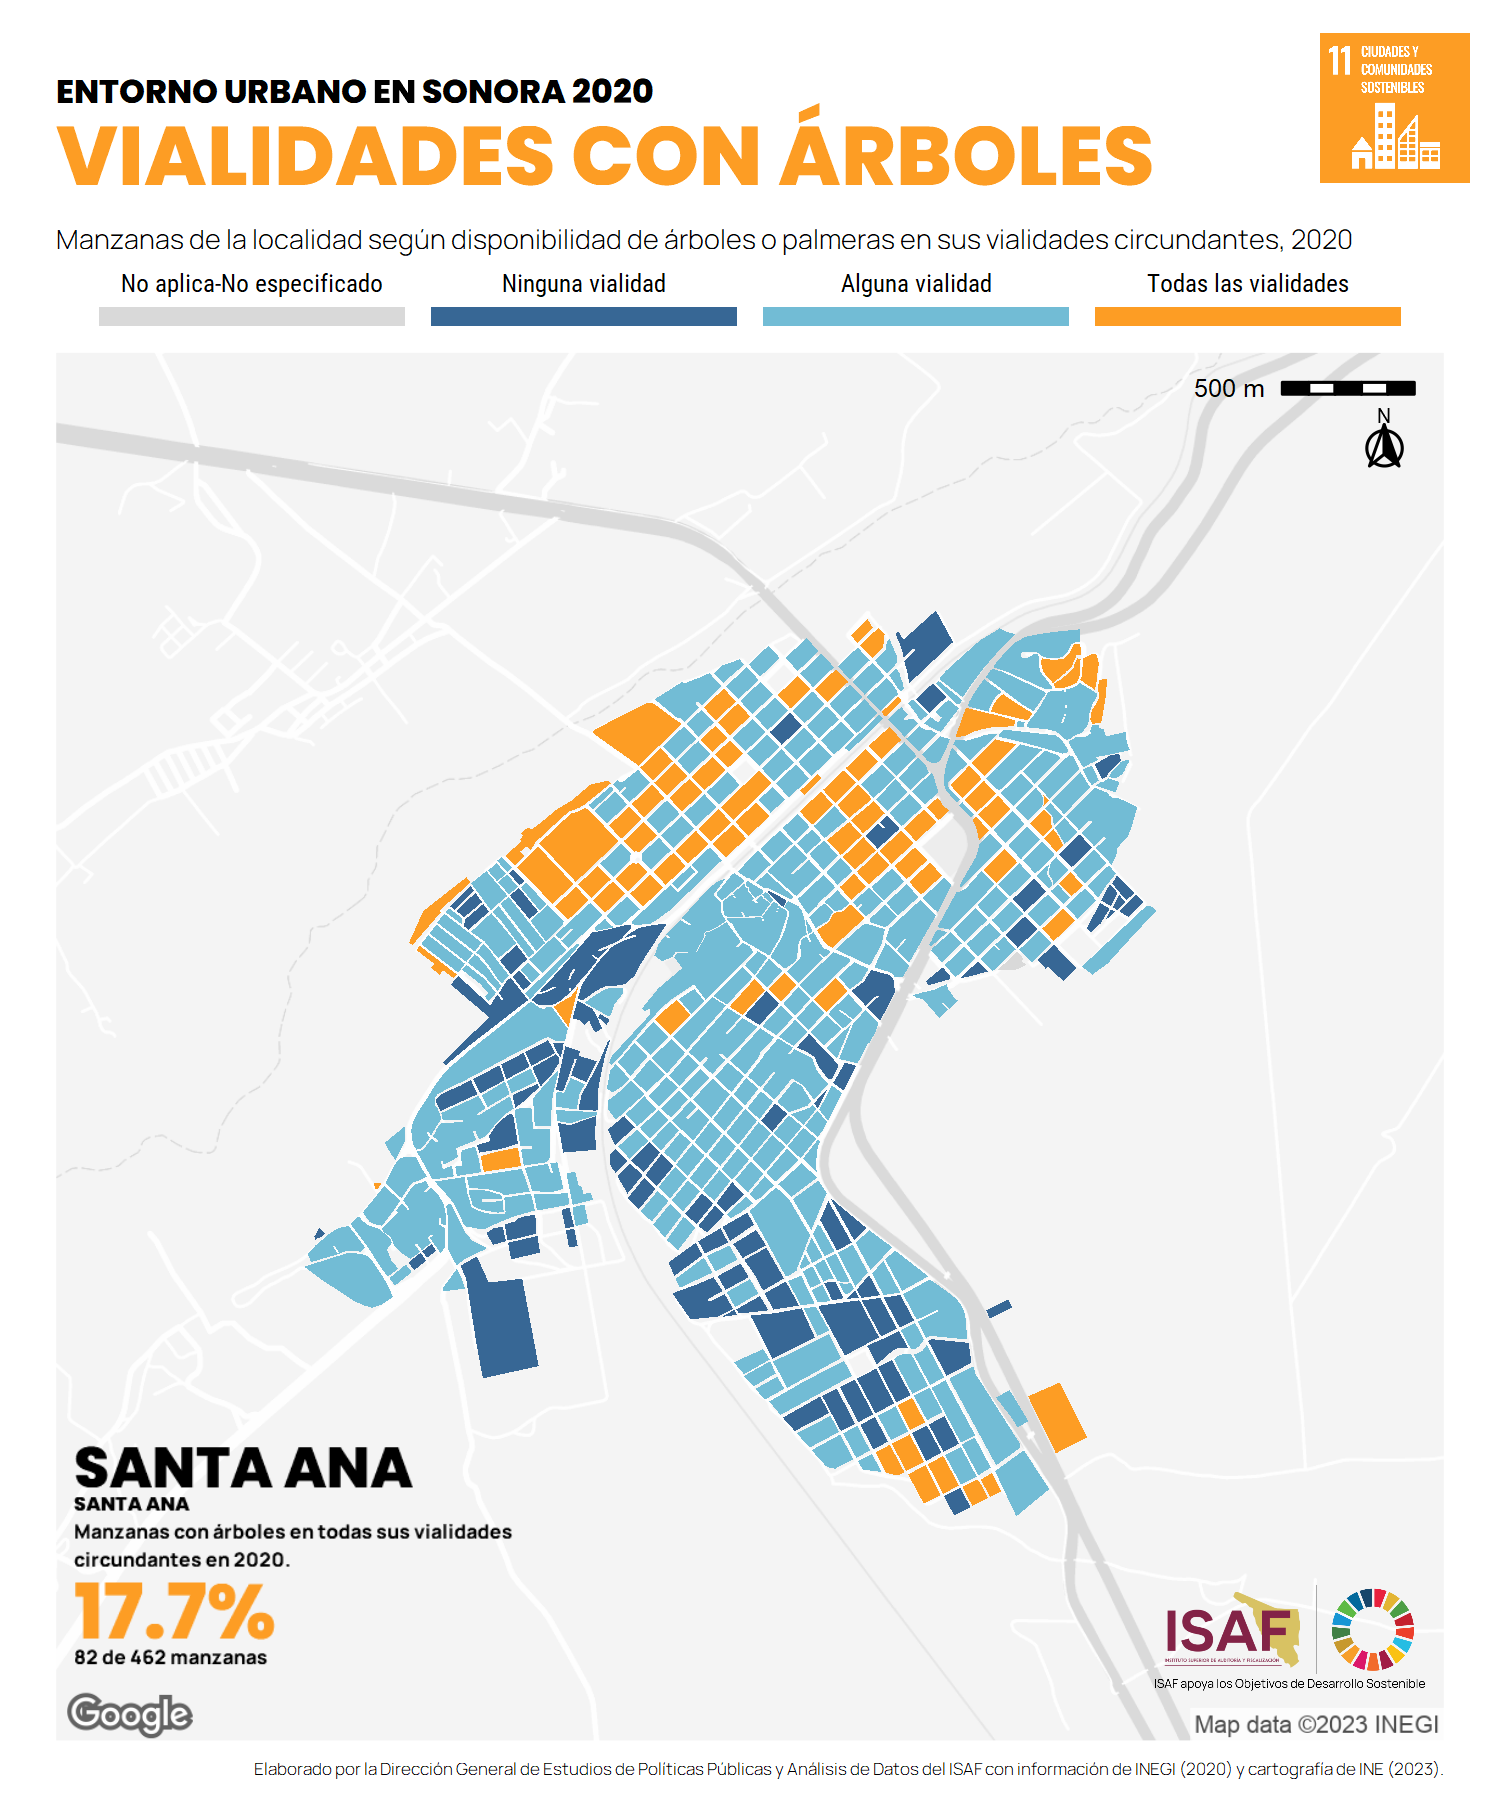 11 CIUDADES Y
COMUNIDADES
SOSTENIBLES
ENTORNO URBANO EN SONORA 2020
VIALIDADES CON ÁRBOLES
Manzanas de la localidad según disponibilidad de árboles o palmeras en sus vialidades circundantes, 2020
No aplica-No especificado
Ninguna vialidad
Alguna vialidad
Todas las vialidades
500 m
N
SANTA ANA
SANTA ANA
Manzanas con árboles en todas sus vialidades
circundantes en 2020.
17.7%
82 de 462 manzanas
ISAF
INSTITUTO SUPERIOR DE AUDITORÍA Y FISCALIZACIÓN
ISAF apoya los Objetivos de Desarrollo Sostenible
Google
Map data ©2023 INEGI
Elaborado por la Dirección General de Estudios de Políticas Públicas y Análisis de Datos del ISAF con información de INEGI (2020) y cartografía de INE (2023).